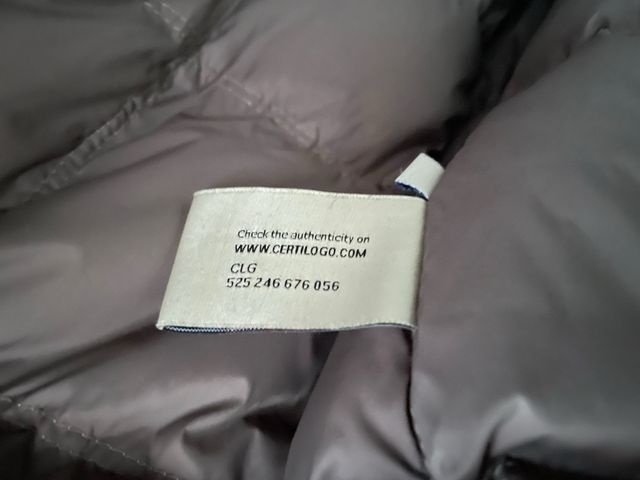 Check the authenticity on
WWW.CERTILOGO.COM
CLG
525 246 676 056